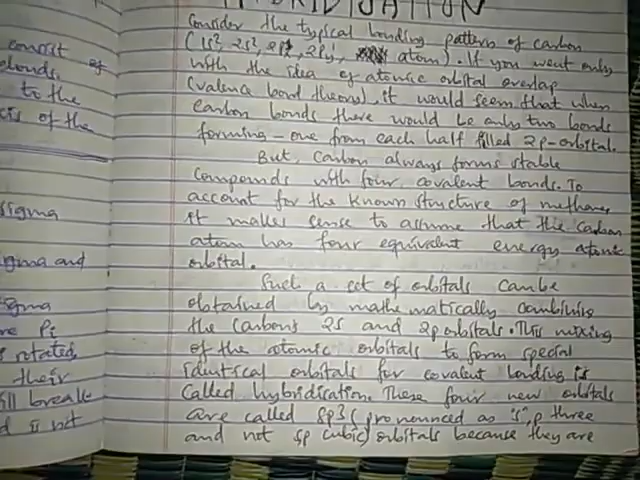 HYBRIDISATION
consist of
bonds.
to the
of the
sigma
sigma and
sigma
are Pi
rotated,
their
will break
is not
Consider the typical bonding pattern of carbon
(1s², 2s², 2px¹, 2py¹, atom). If you went only
with the idea of atomic orbital overlap
(valence bond theory), it would seem that when
carbon bonds there would be only two bonds
forming - one from each half filled 2p-orbital.
But, carbon always forms stable
compounds with four covalent bonds. To
account for the known structure of methane,
it makes sense to assume that the carbon
atom has four equivalent energy atomic
orbital.
Such a set of orbitals can be
obtained by mathematically combining
the carbons 2s and 2p orbitals. This mixing
of the atomic orbitals to form special
identical orbitals for covalent bonding is
called hybridisation. These four new orbitals
are called sp3 (pronounced as "s", p three
and not sp cubic) orbitals because they are